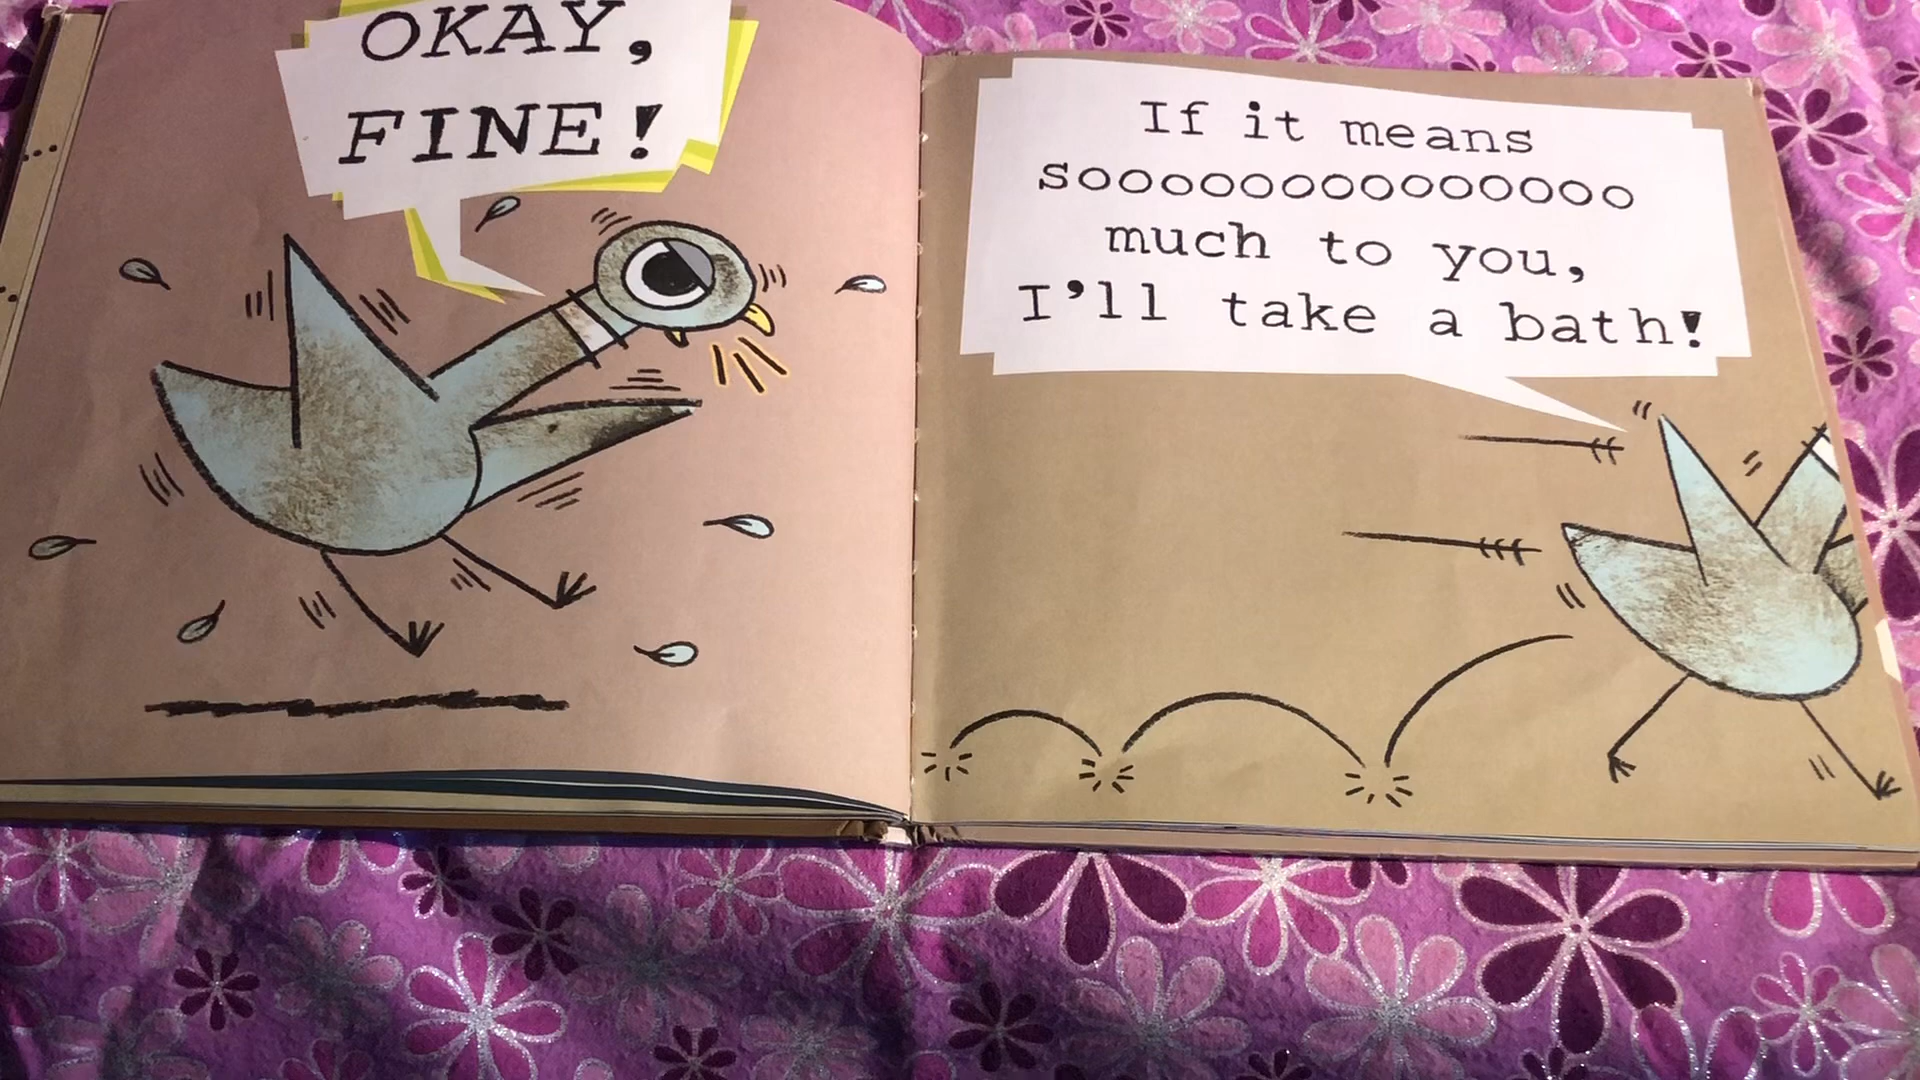 OKAY,
FINE!
If it means
soooooooooooooo
much to you,
I'll take a bath!